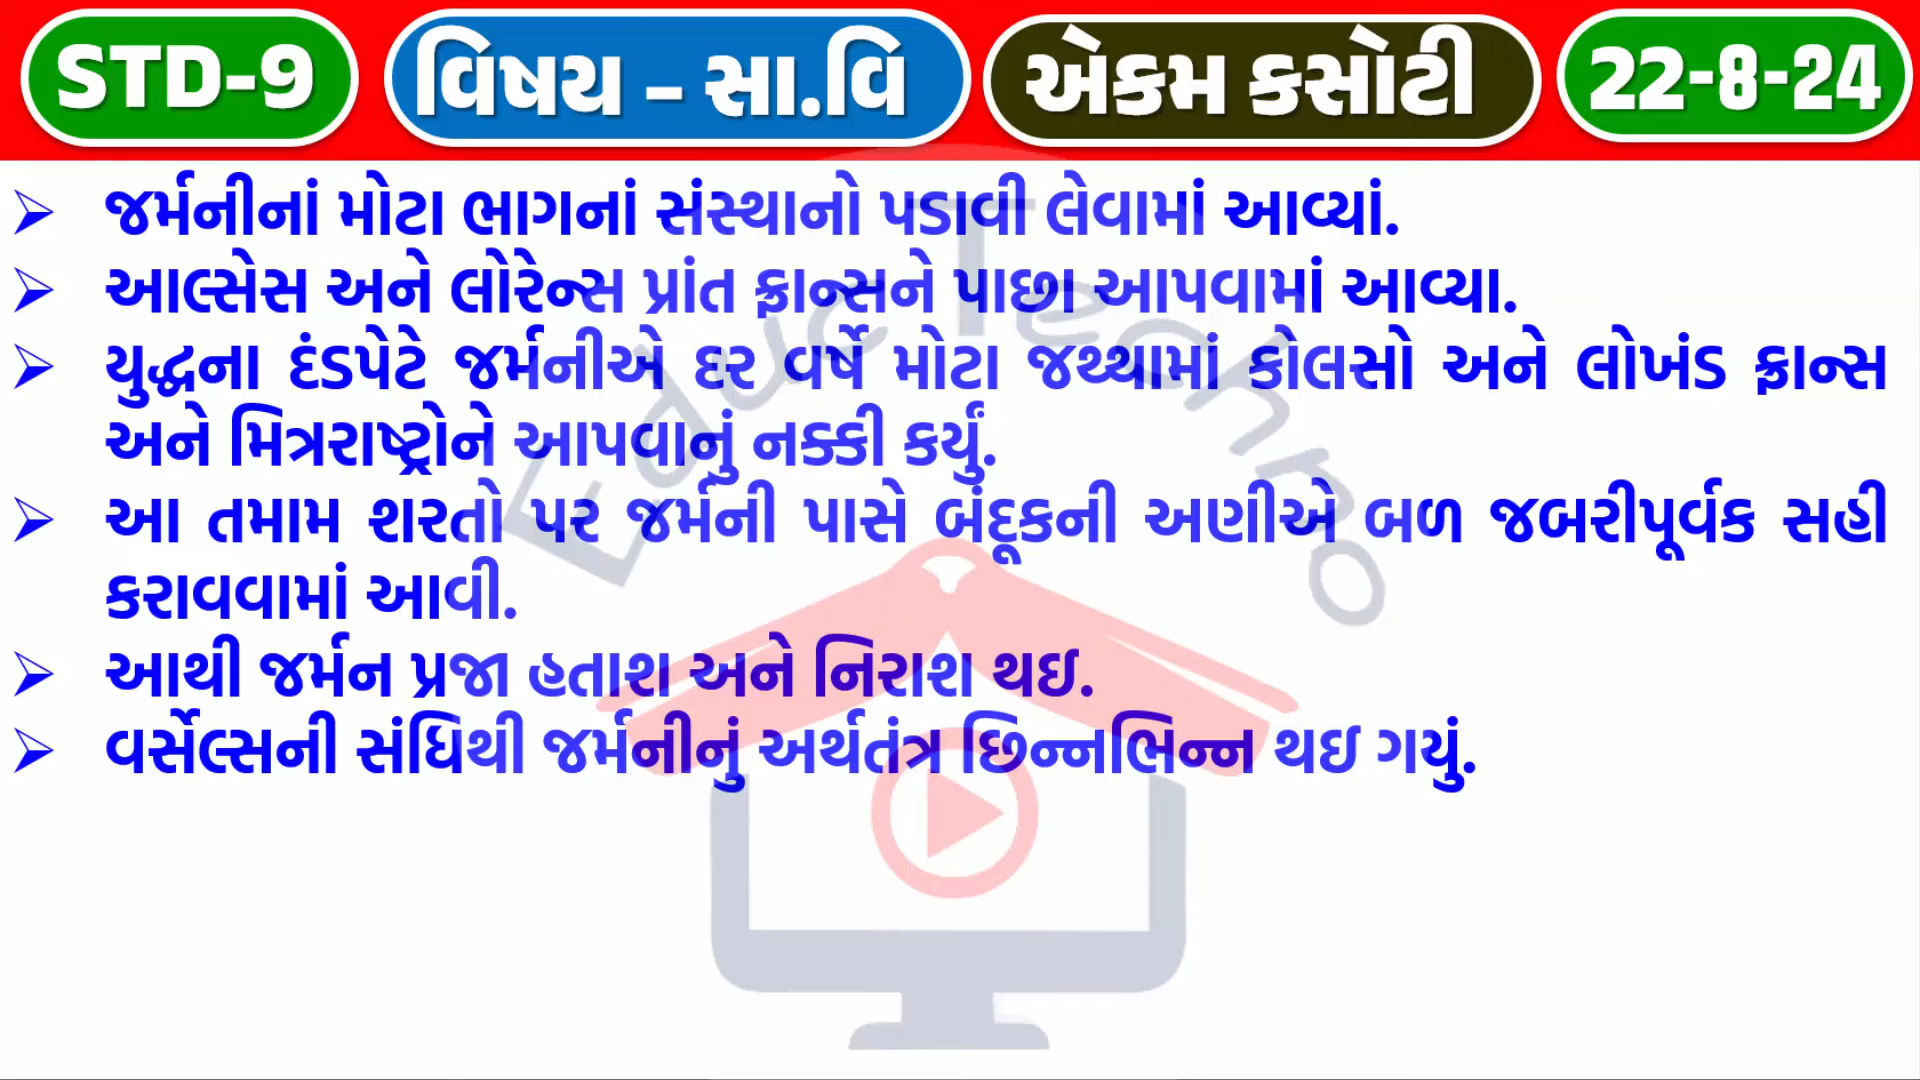 STD-9 વિષય – સા.વિ એકમ કસોટી 22-8-24
➢ જર્મનીનાં મોટા ભાગનાં સંસ્થાનો પડાવી લેવામાં આવ્યાં.
➢ આલ્સેસ અને લોરેન્સ પ્રાંત ફ્રાન્સને પાછા આપવામાં આવ્યા.
➢ યુદ્ધના દંડપેટે જર્મનીએ દર વર્ષે મોટા જથ્થામાં કોલસો અને લોખંડ ફ્રાન્સ
અને મિત્રરાષ્ટ્રોને આપવાનું નક્કી કર્યું.
➢ આ તમામ શરતો પર જર્મની પાસે બંદૂકની અણીએ બળ જબરીપૂર્વક સહી
કરાવવામાં આવી.
➢ આથી જર્મન પ્રજા હતાશ અને નિરાશ થઇ.
➢ વર્સેલ્સની સંધિથી જર્મનીનું અર્થતંત્ર છિન્નભિન્ન થઇ ગયું.
Educ Techno